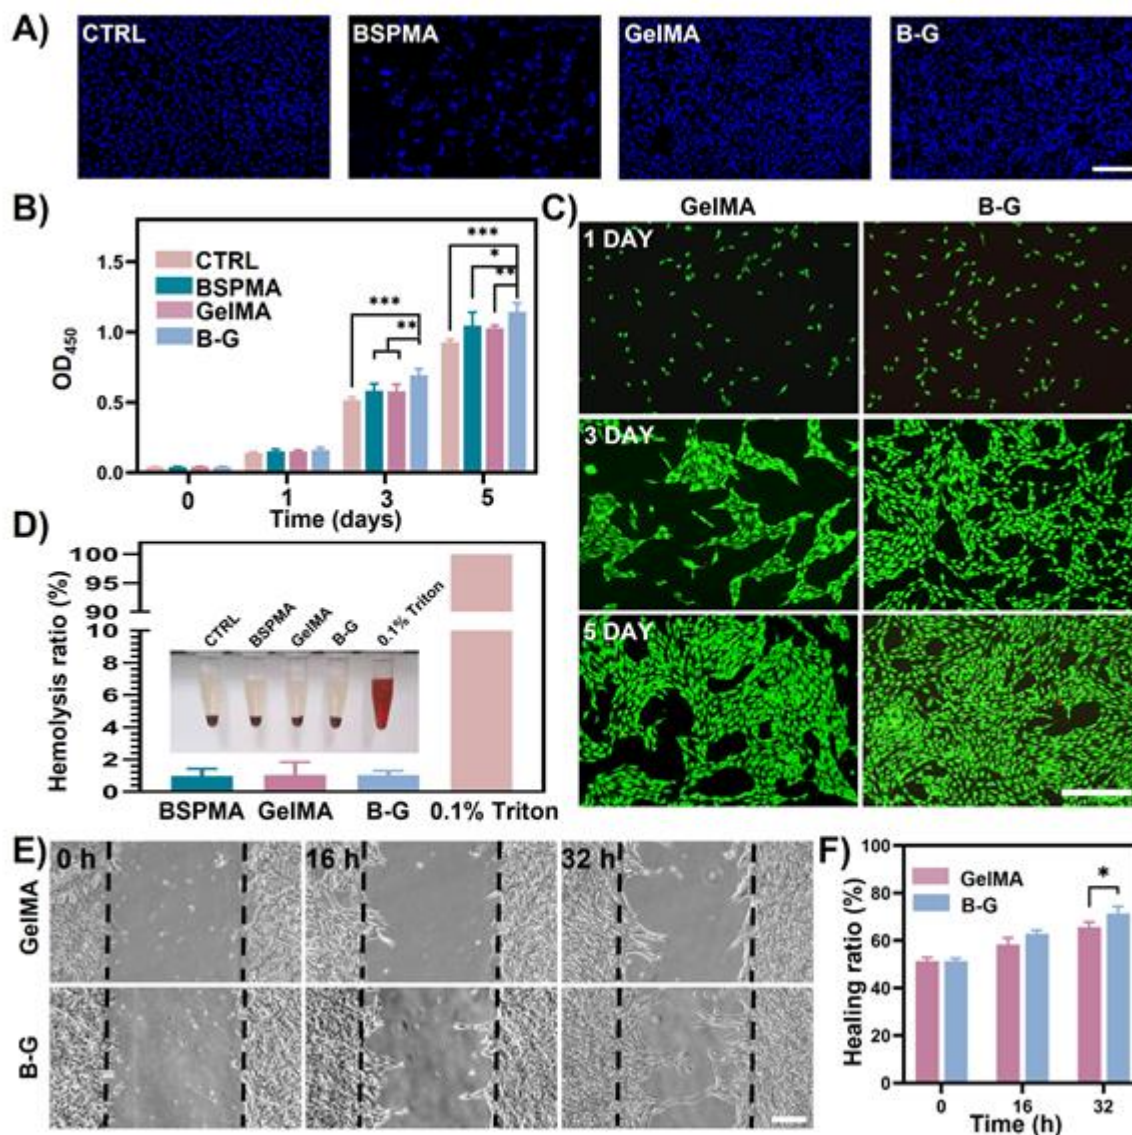 A)
CTRL
BSPMA
GelMA
B-G
B)
CTRL
BSPMA
GelMA
B-G
***
**
***
*
**
1.5
1.0
0.5
0.0
OD450
0
1
3
5
Time (days)
C)
GelMA
B-G
1 DAY
3 DAY
5 DAY
D)
Hemolysis ratio (%)
100
95
90
10
8
6
4
2
0
CTRL
BSPMA
GelMA
B-G
0.1% Triton
BSPMA
GelMA
B-G
0.1% Triton
E)
0 h
16 h
32 h
GelMA
B-G
F)
GelMA
B-G
*
Healing ratio (%)
100
80
60
40
20
0
0
16
32
Time (h)